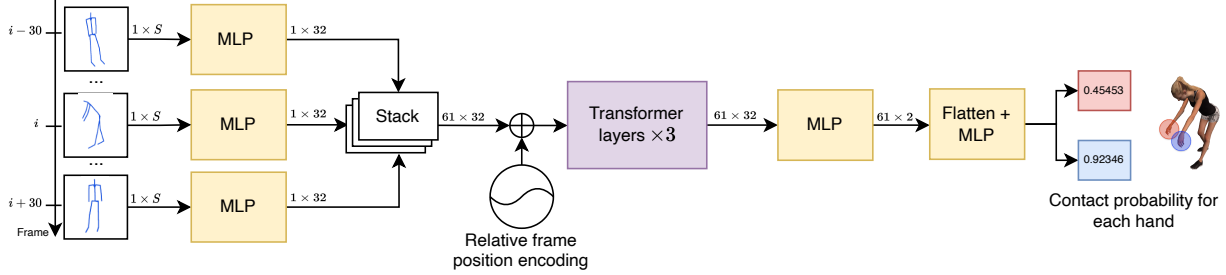 i − 30
1 × S
MLP
1 × 32
...
i
1 × S
MLP
1 × 32
...
i + 30
1 × S
MLP
1 × 32
Frame
Stack
61 × 32
Relative frame
position encoding
Transformer
layers ×3
61 × 32
MLP
61 × 2
Flatten +
MLP
0.45453
0.92346
Contact probability for
each hand